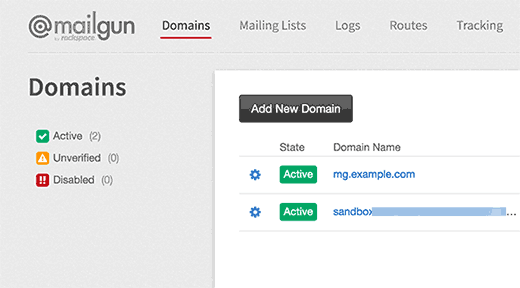 @mailgun
by rackspace
Domains
Mailing Lists
Logs
Routes
Tracking
Domains
Active (2)
Unverified (0)
Disabled (0)
Add New Domain
State Domain Name
Active mg.example.com
Active sandbox ...